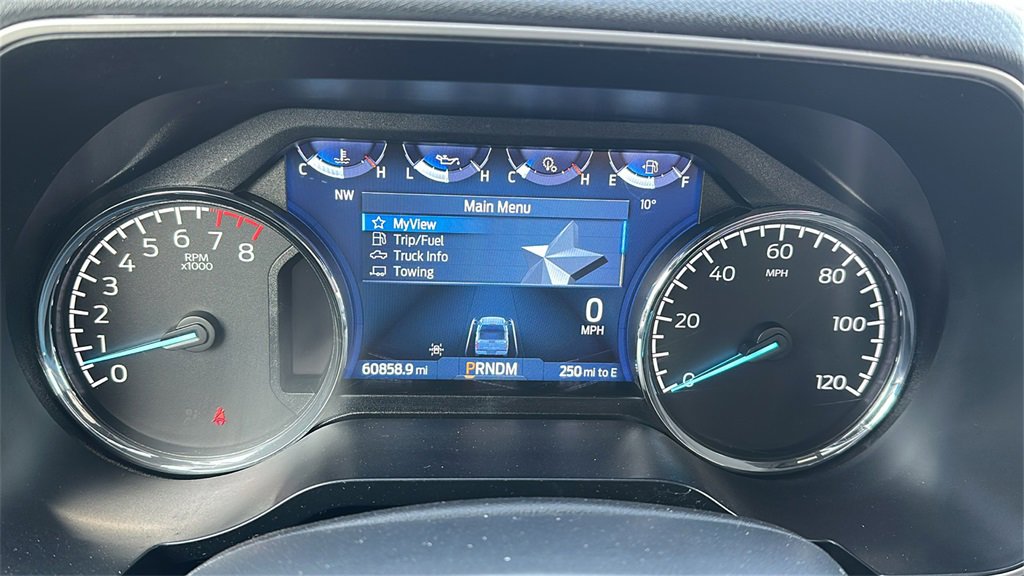 C H L H C H E F
NW
10°
Main Menu
MyView
Trip/Fuel
Truck Info
Towing
0
MPH
60858.9 mi
PRNDM
250 mi to E
0 1 2 3 4 5 6 7 8
RPM
x1000
0 20 40 60 80 100 120
MPH